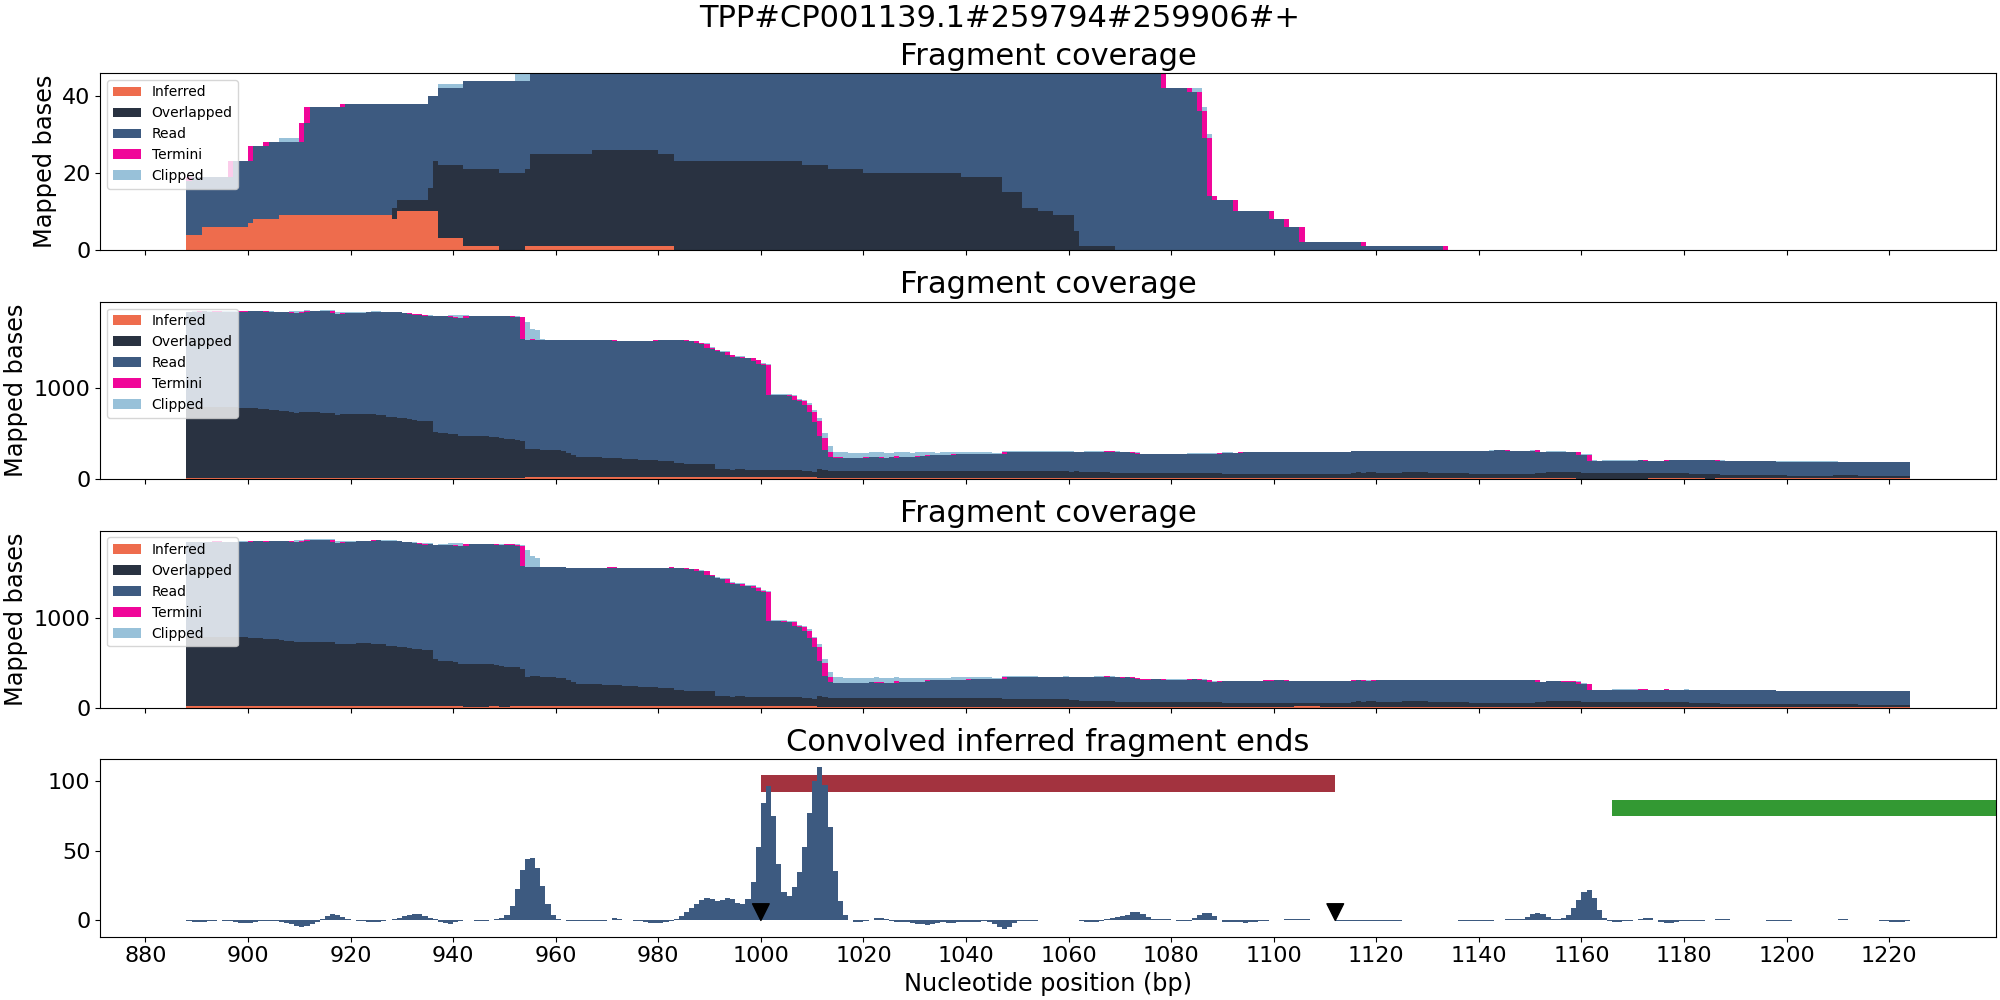 TPP#CP001139.1#259794#259906#+
Fragment coverage
Mapped bases
40
20
0
Inferred
Overlapped
Read
Termini
Clipped
Fragment coverage
Mapped bases
1000
0
Inferred
Overlapped
Read
Termini
Clipped
Fragment coverage
Mapped bases
1000
0
Inferred
Overlapped
Read
Termini
Clipped
Convolved inferred fragment ends
100
50
0
880 900 920 940 960 980 1000 1020 1040 1060 1080 1100 1120 1140 1160 1180 1200 1220
Nucleotide position (bp)